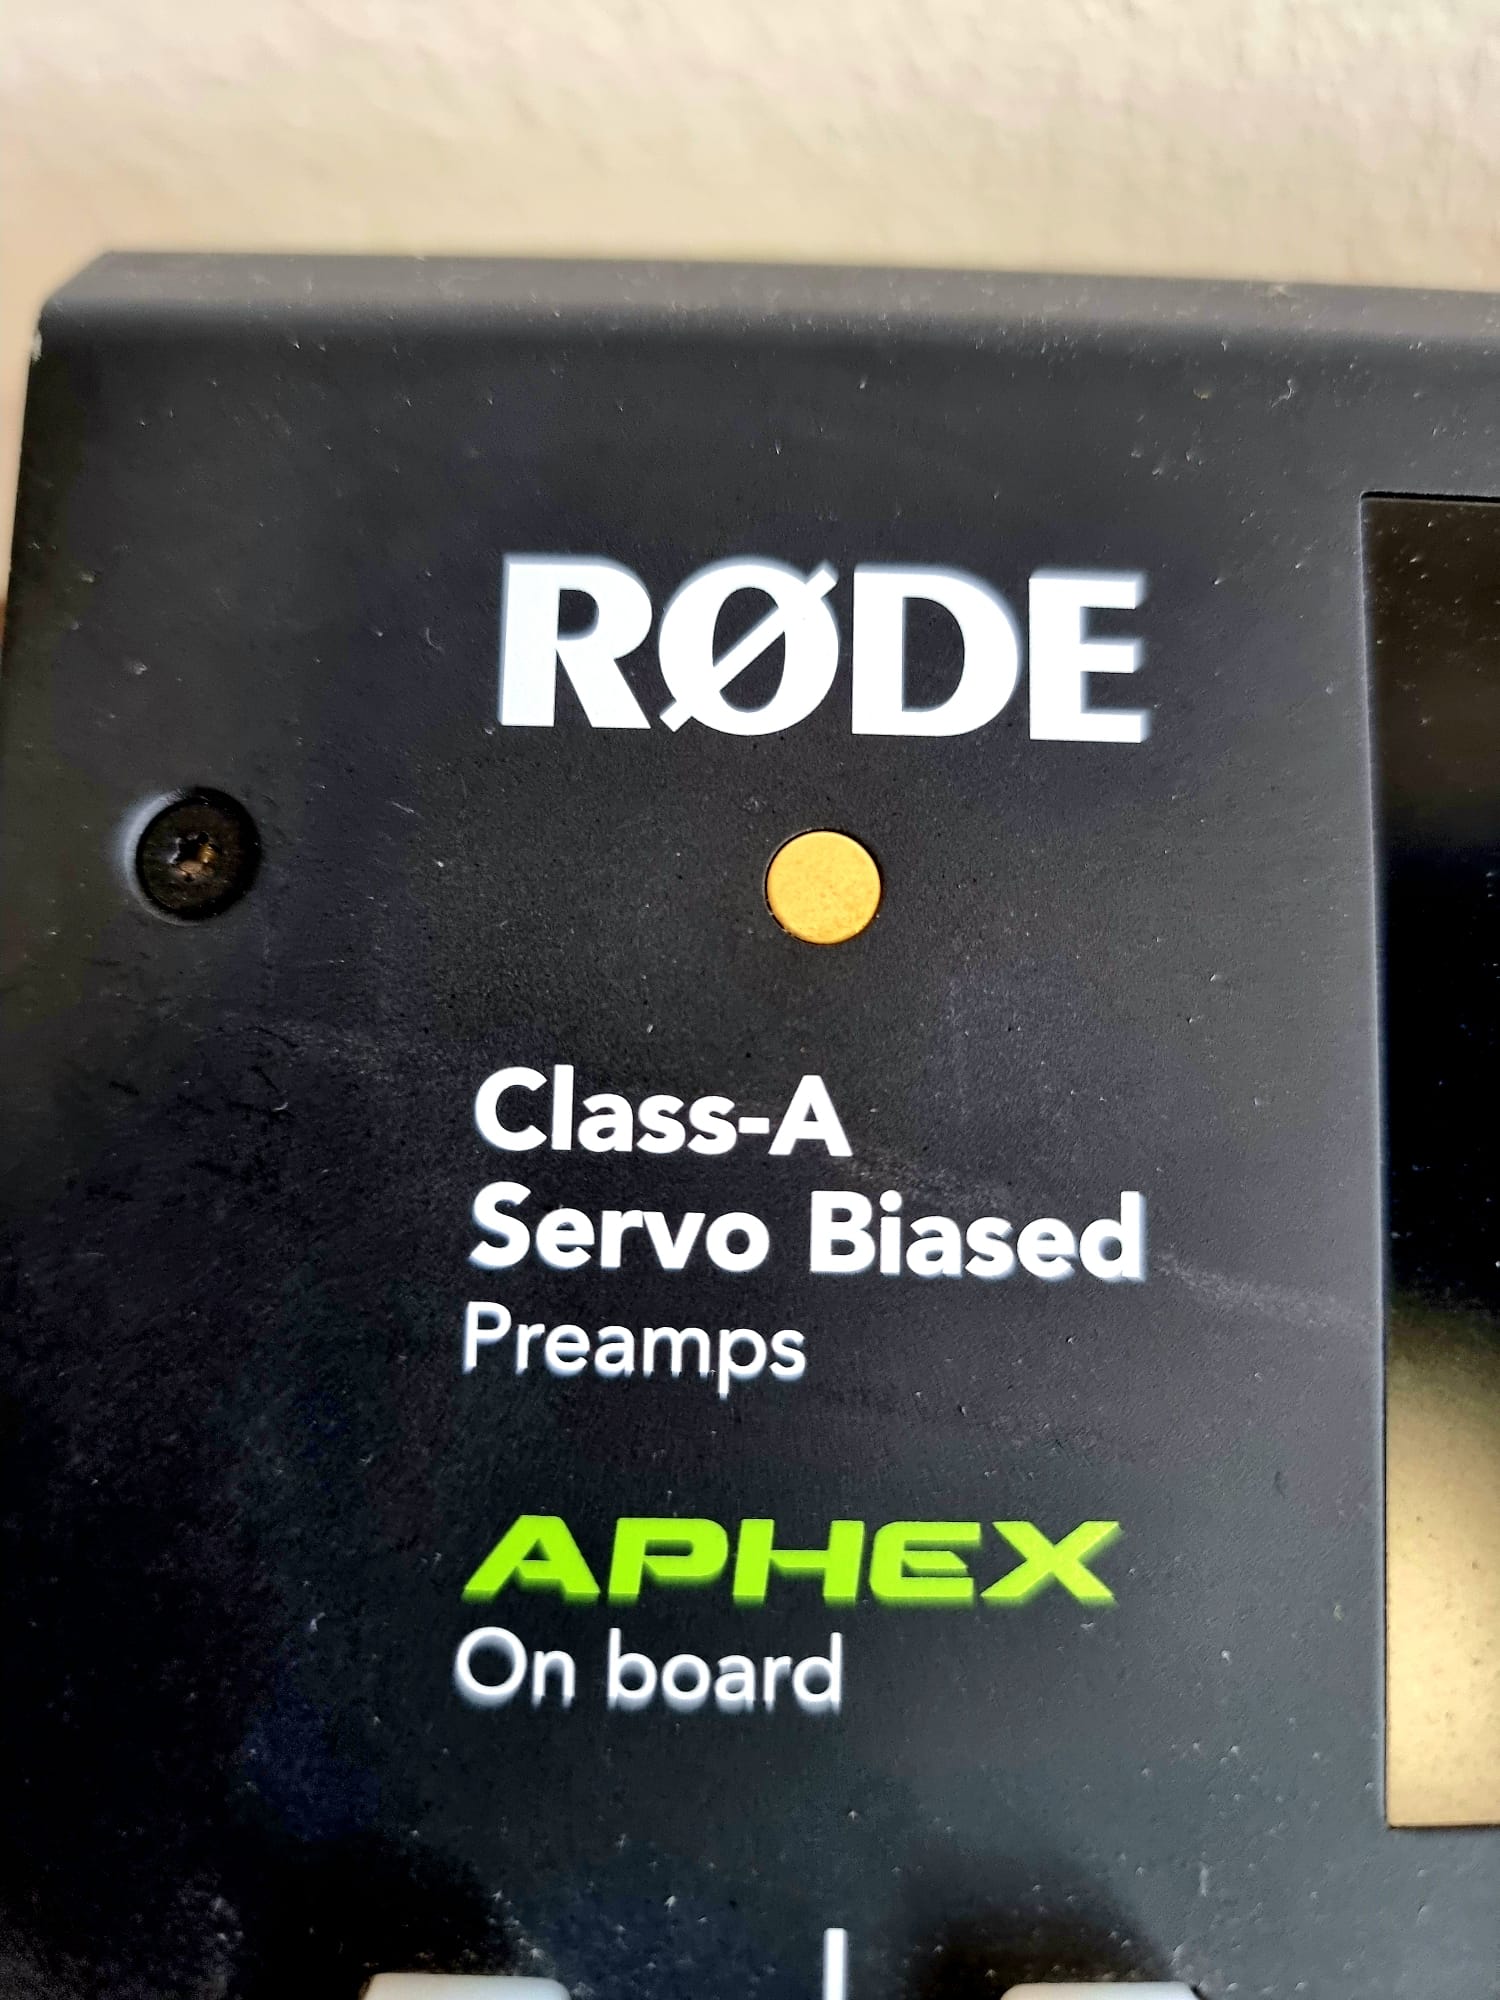 RØDE
Class-A
Servo Biased
Preamps
APHEX
On board